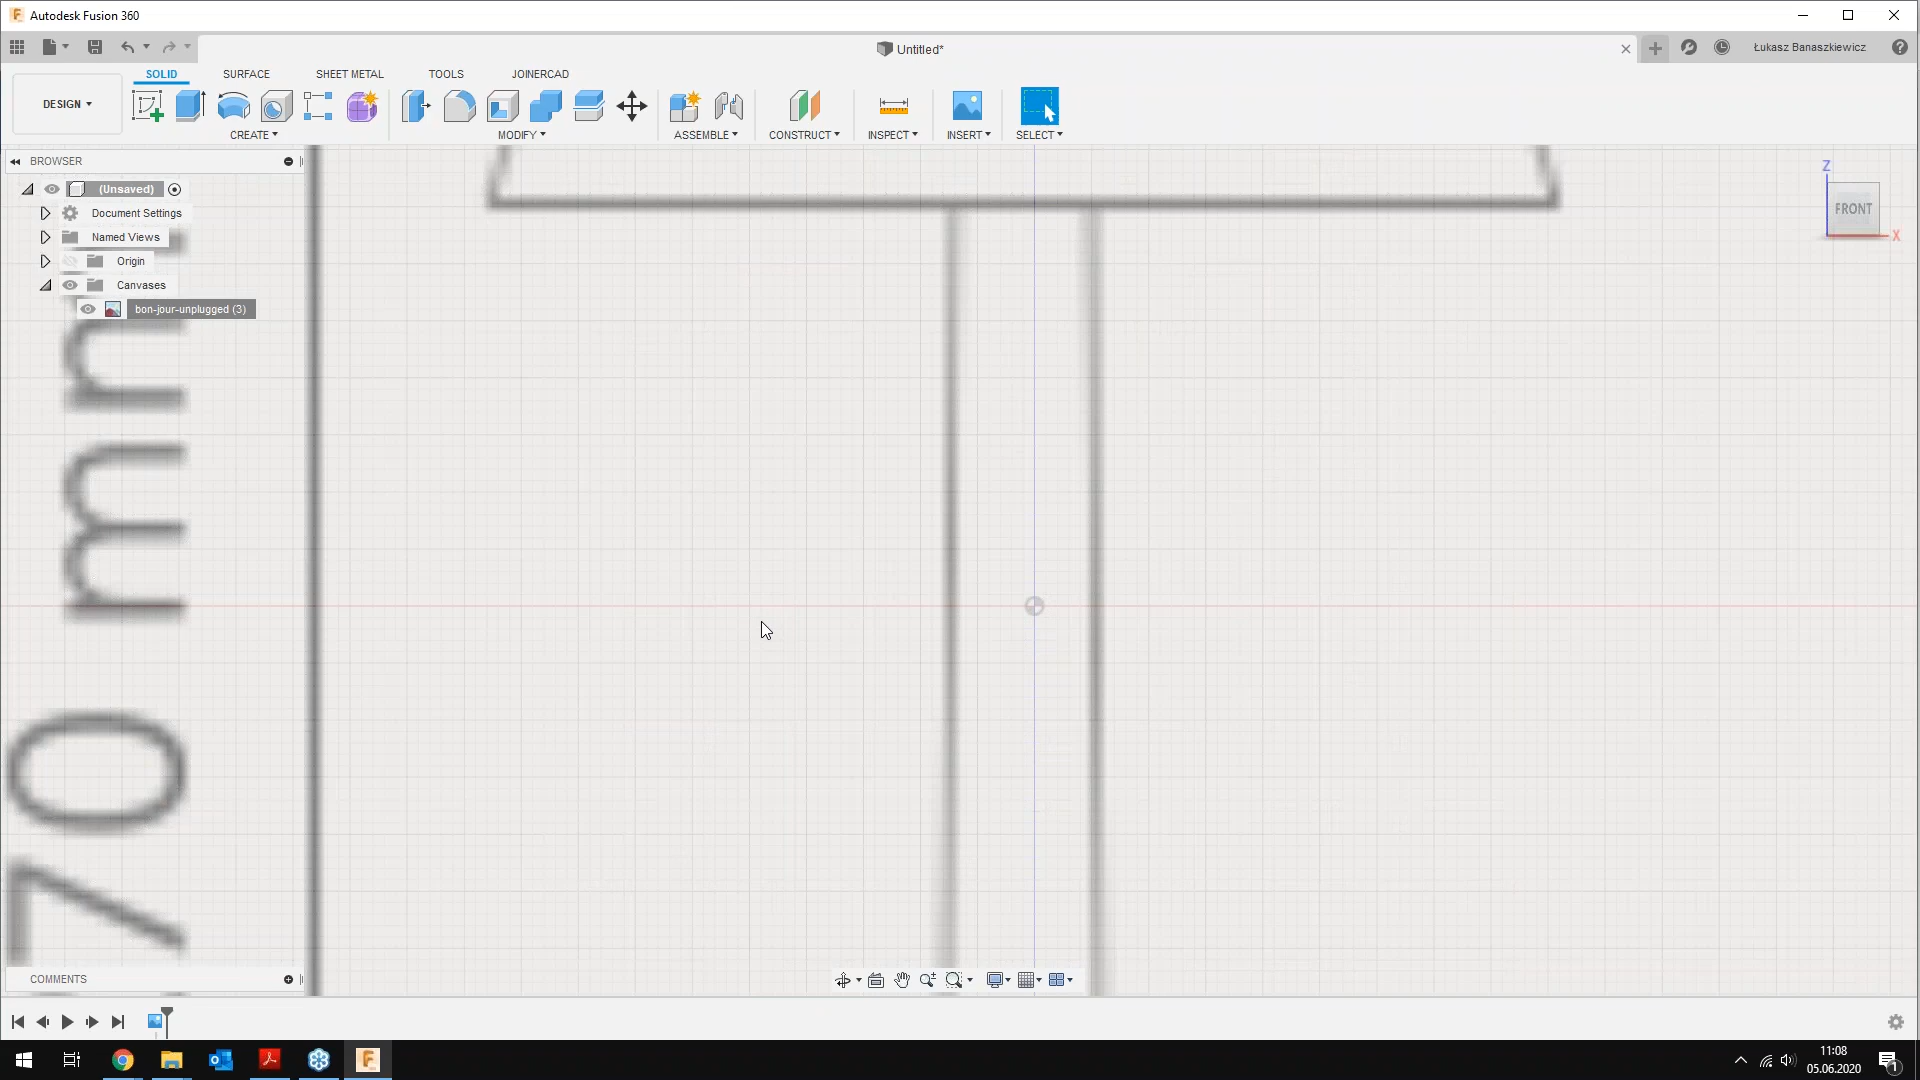 Autodesk Fusion 360
Untitled*
Łukasz Banaszkiewicz
SOLID
SURFACE
SHEET METAL
TOOLS
JOINERCAD
DESIGN
CREATE
MODIFY
ASSEMBLE
CONSTRUCT
INSPECT
INSERT
SELECT
BROWSER
(Unsaved)
Document Settings
Named Views
Origin
Canvases
bon-jour-unplugged (3)
Z
FRONT
X
70 mm
COMMENTS
11:08
05.06.2020
1